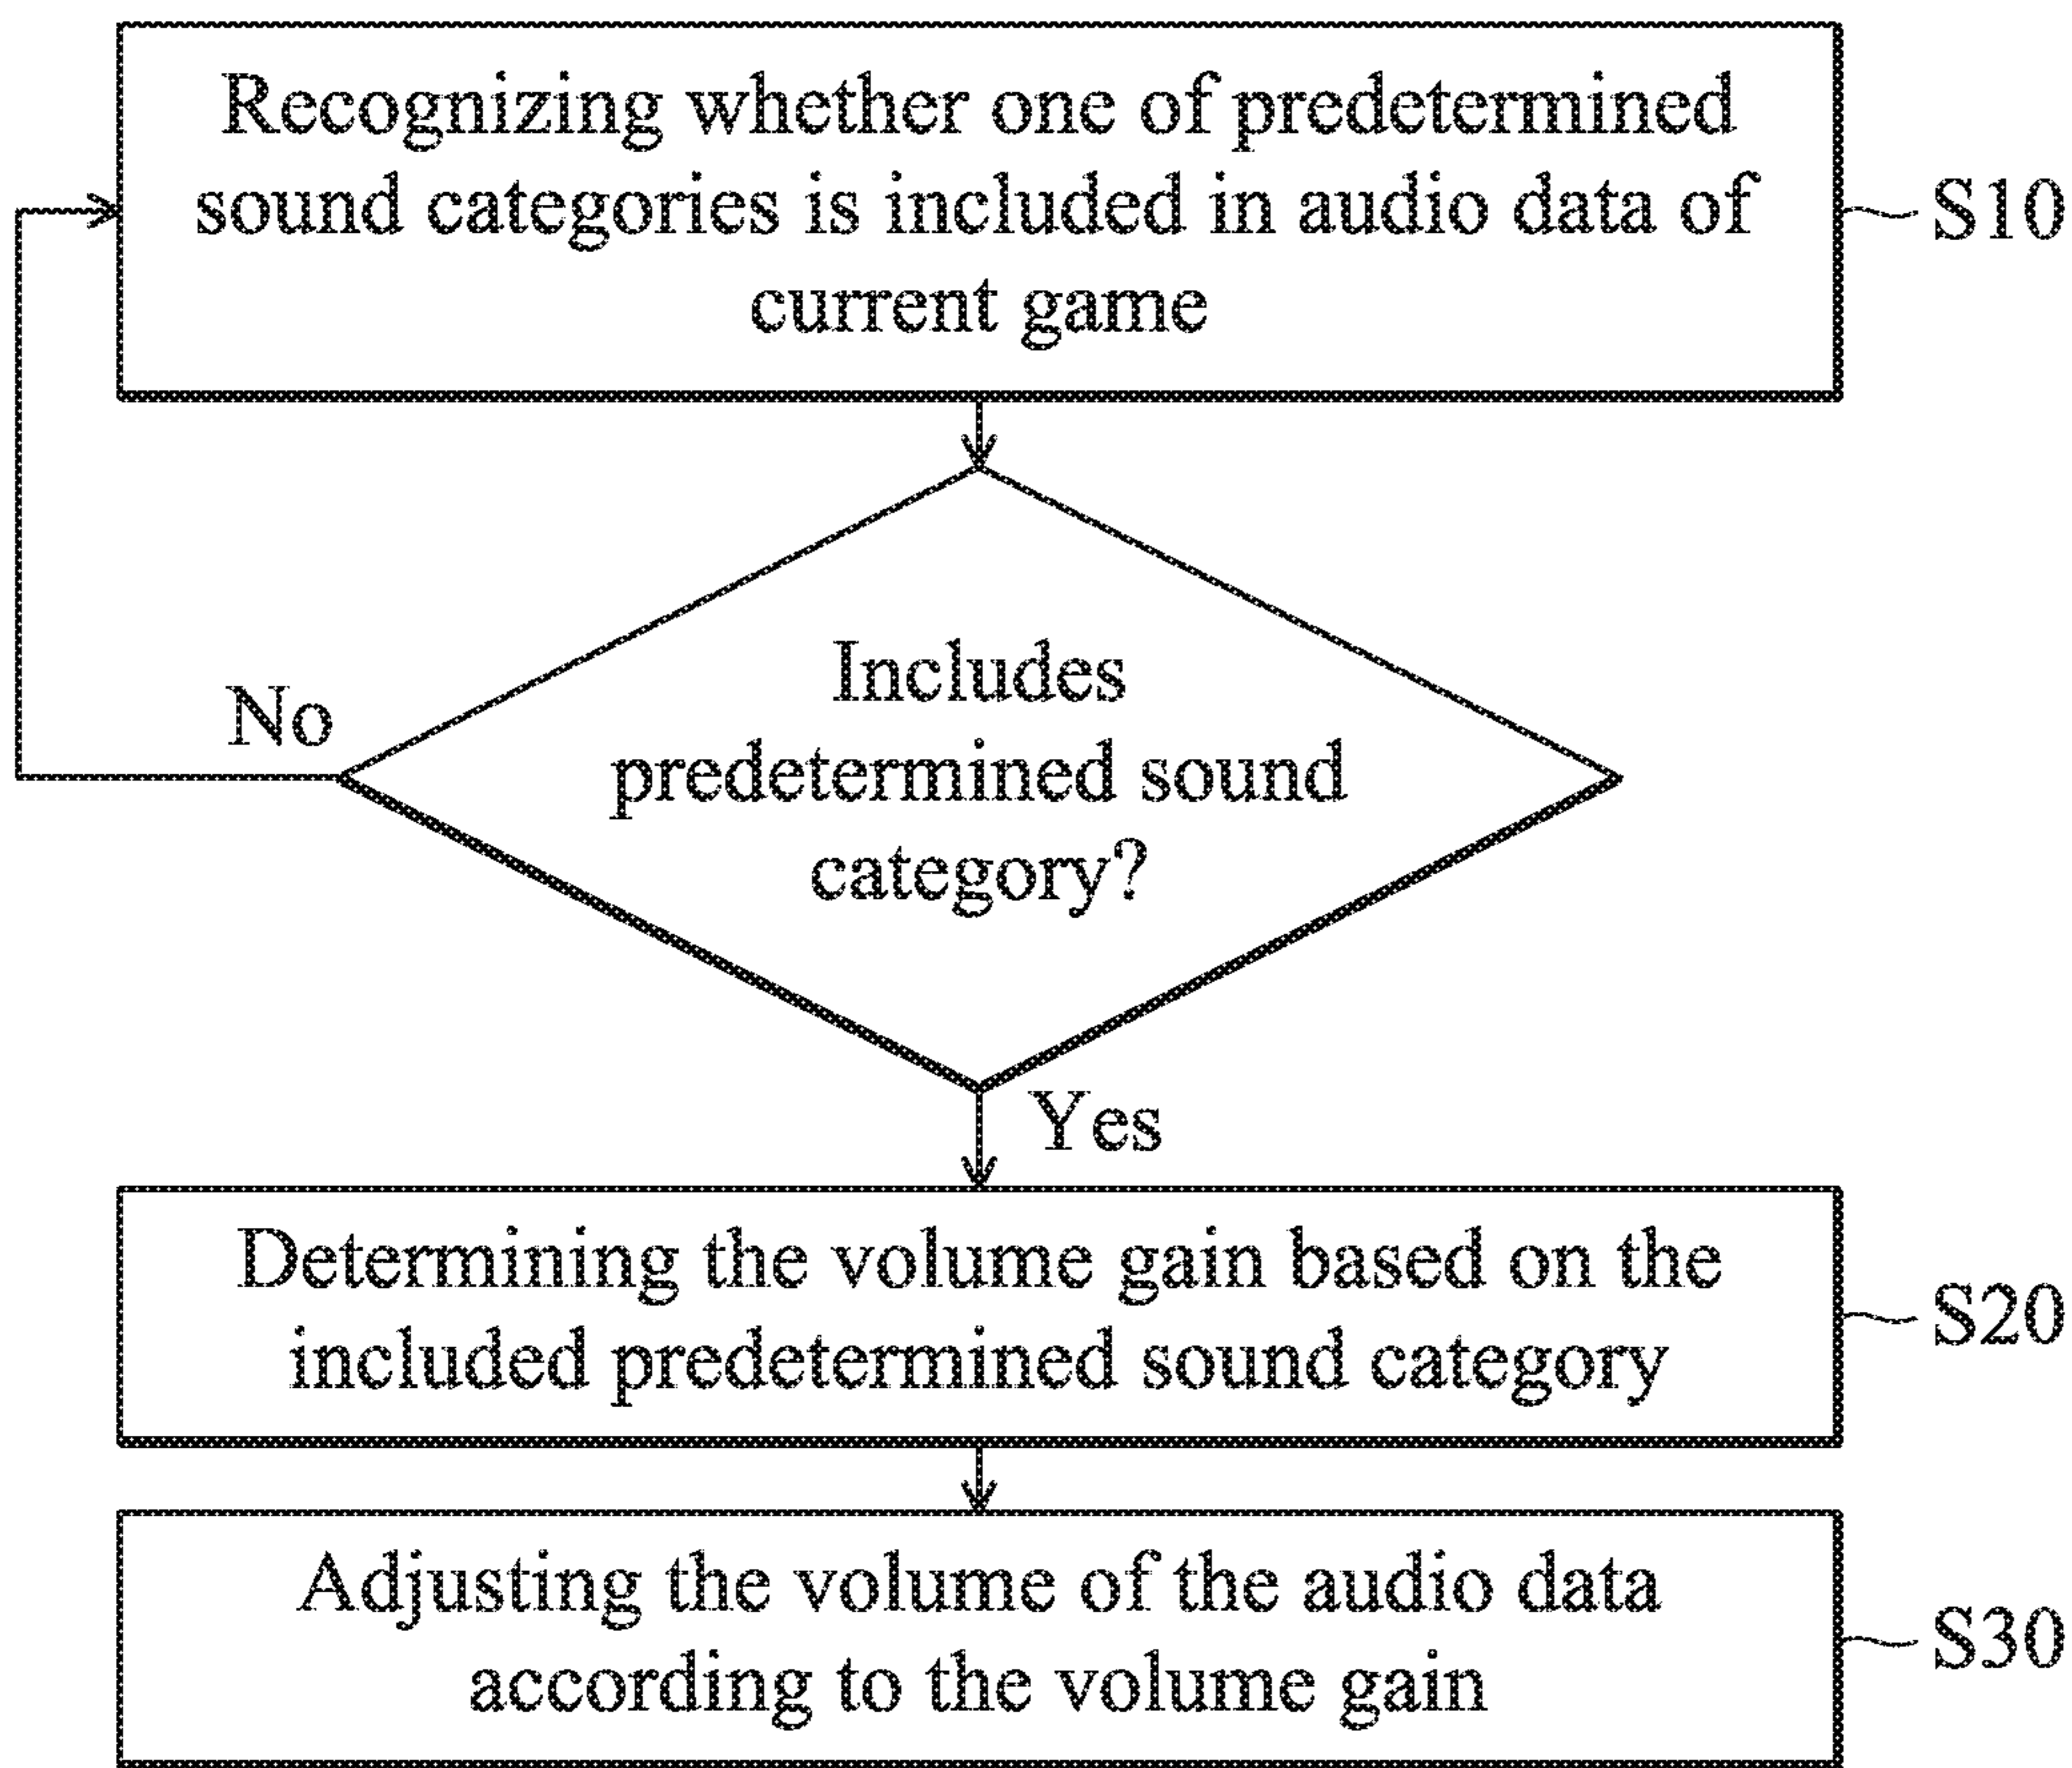 Recognizing whether one of predetermined
sound categories is included in audio data of
current game
S10
Includes
predetermined sound
category?
No
Yes
Determining the volume gain based on the
included predetermined sound category
S20
Adjusting the volume of the audio data
according to the volume gain
S30